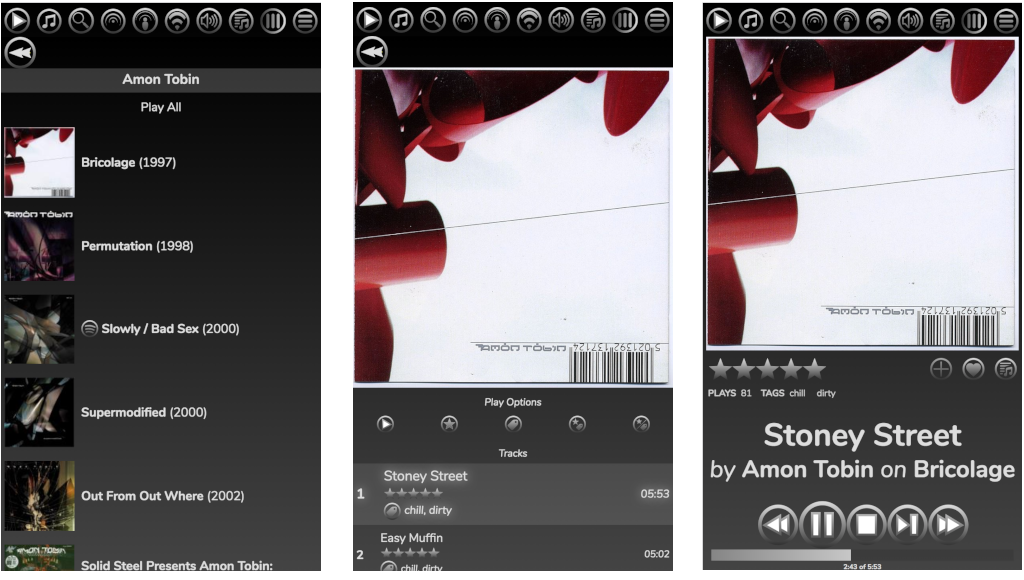 Amon Tobin
Play All
Bricolage (1997)
AMON TOBIN
Permutation (1998)
Slowly / Bad Sex (2000)
Supermodified (2000)
Out From Out Where (2002)
AMON TOBIN
Solid Steel Presents Amon Tobin:
AMON TOBIN
5 021392 137124
Play Options
Tracks
1
Stoney Street
05:53
chill, dirty
2
Easy Muffin
05:02
chill, dirty
AMON TOBIN
5 021392 137124
PLAYS 81 TAGS chill dirty
Stoney Street
by Amon Tobin on Bricolage
2:43 of 5:53